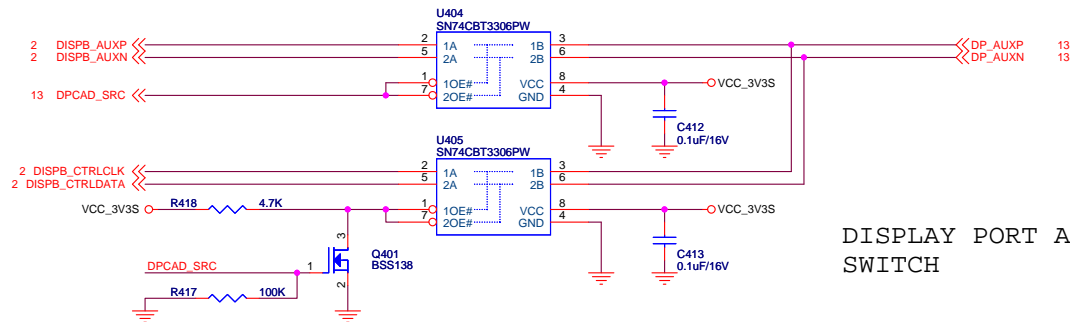 U404
SN74CBT3306PW
2 DISPB_AUXP 2 1A 1B 3 DP_AUXP 13
2 DISPB_AUXN 5 2A 2B 6 DP_AUXN 13
13 DPCAD_SRC 1 1OE# VCC 8 VCC_3V3S
7 2OE# GND 4
C412
0.1uF/16V
U405
SN74CBT3306PW
2 DISPB_CTRLCLK 2 1A 1B 3
2 DISPB_CTRLDATA 5 2A 2B 6
VCC_3V3S R418 4.7K 1 1OE# VCC 8 VCC_3V3S
7 2OE# GND 4
C413
0.1uF/16V
3
Q401
BSS138
DPCAD_SRC 1
2
R417 100K
DISPLAY PORT A
SWITCH